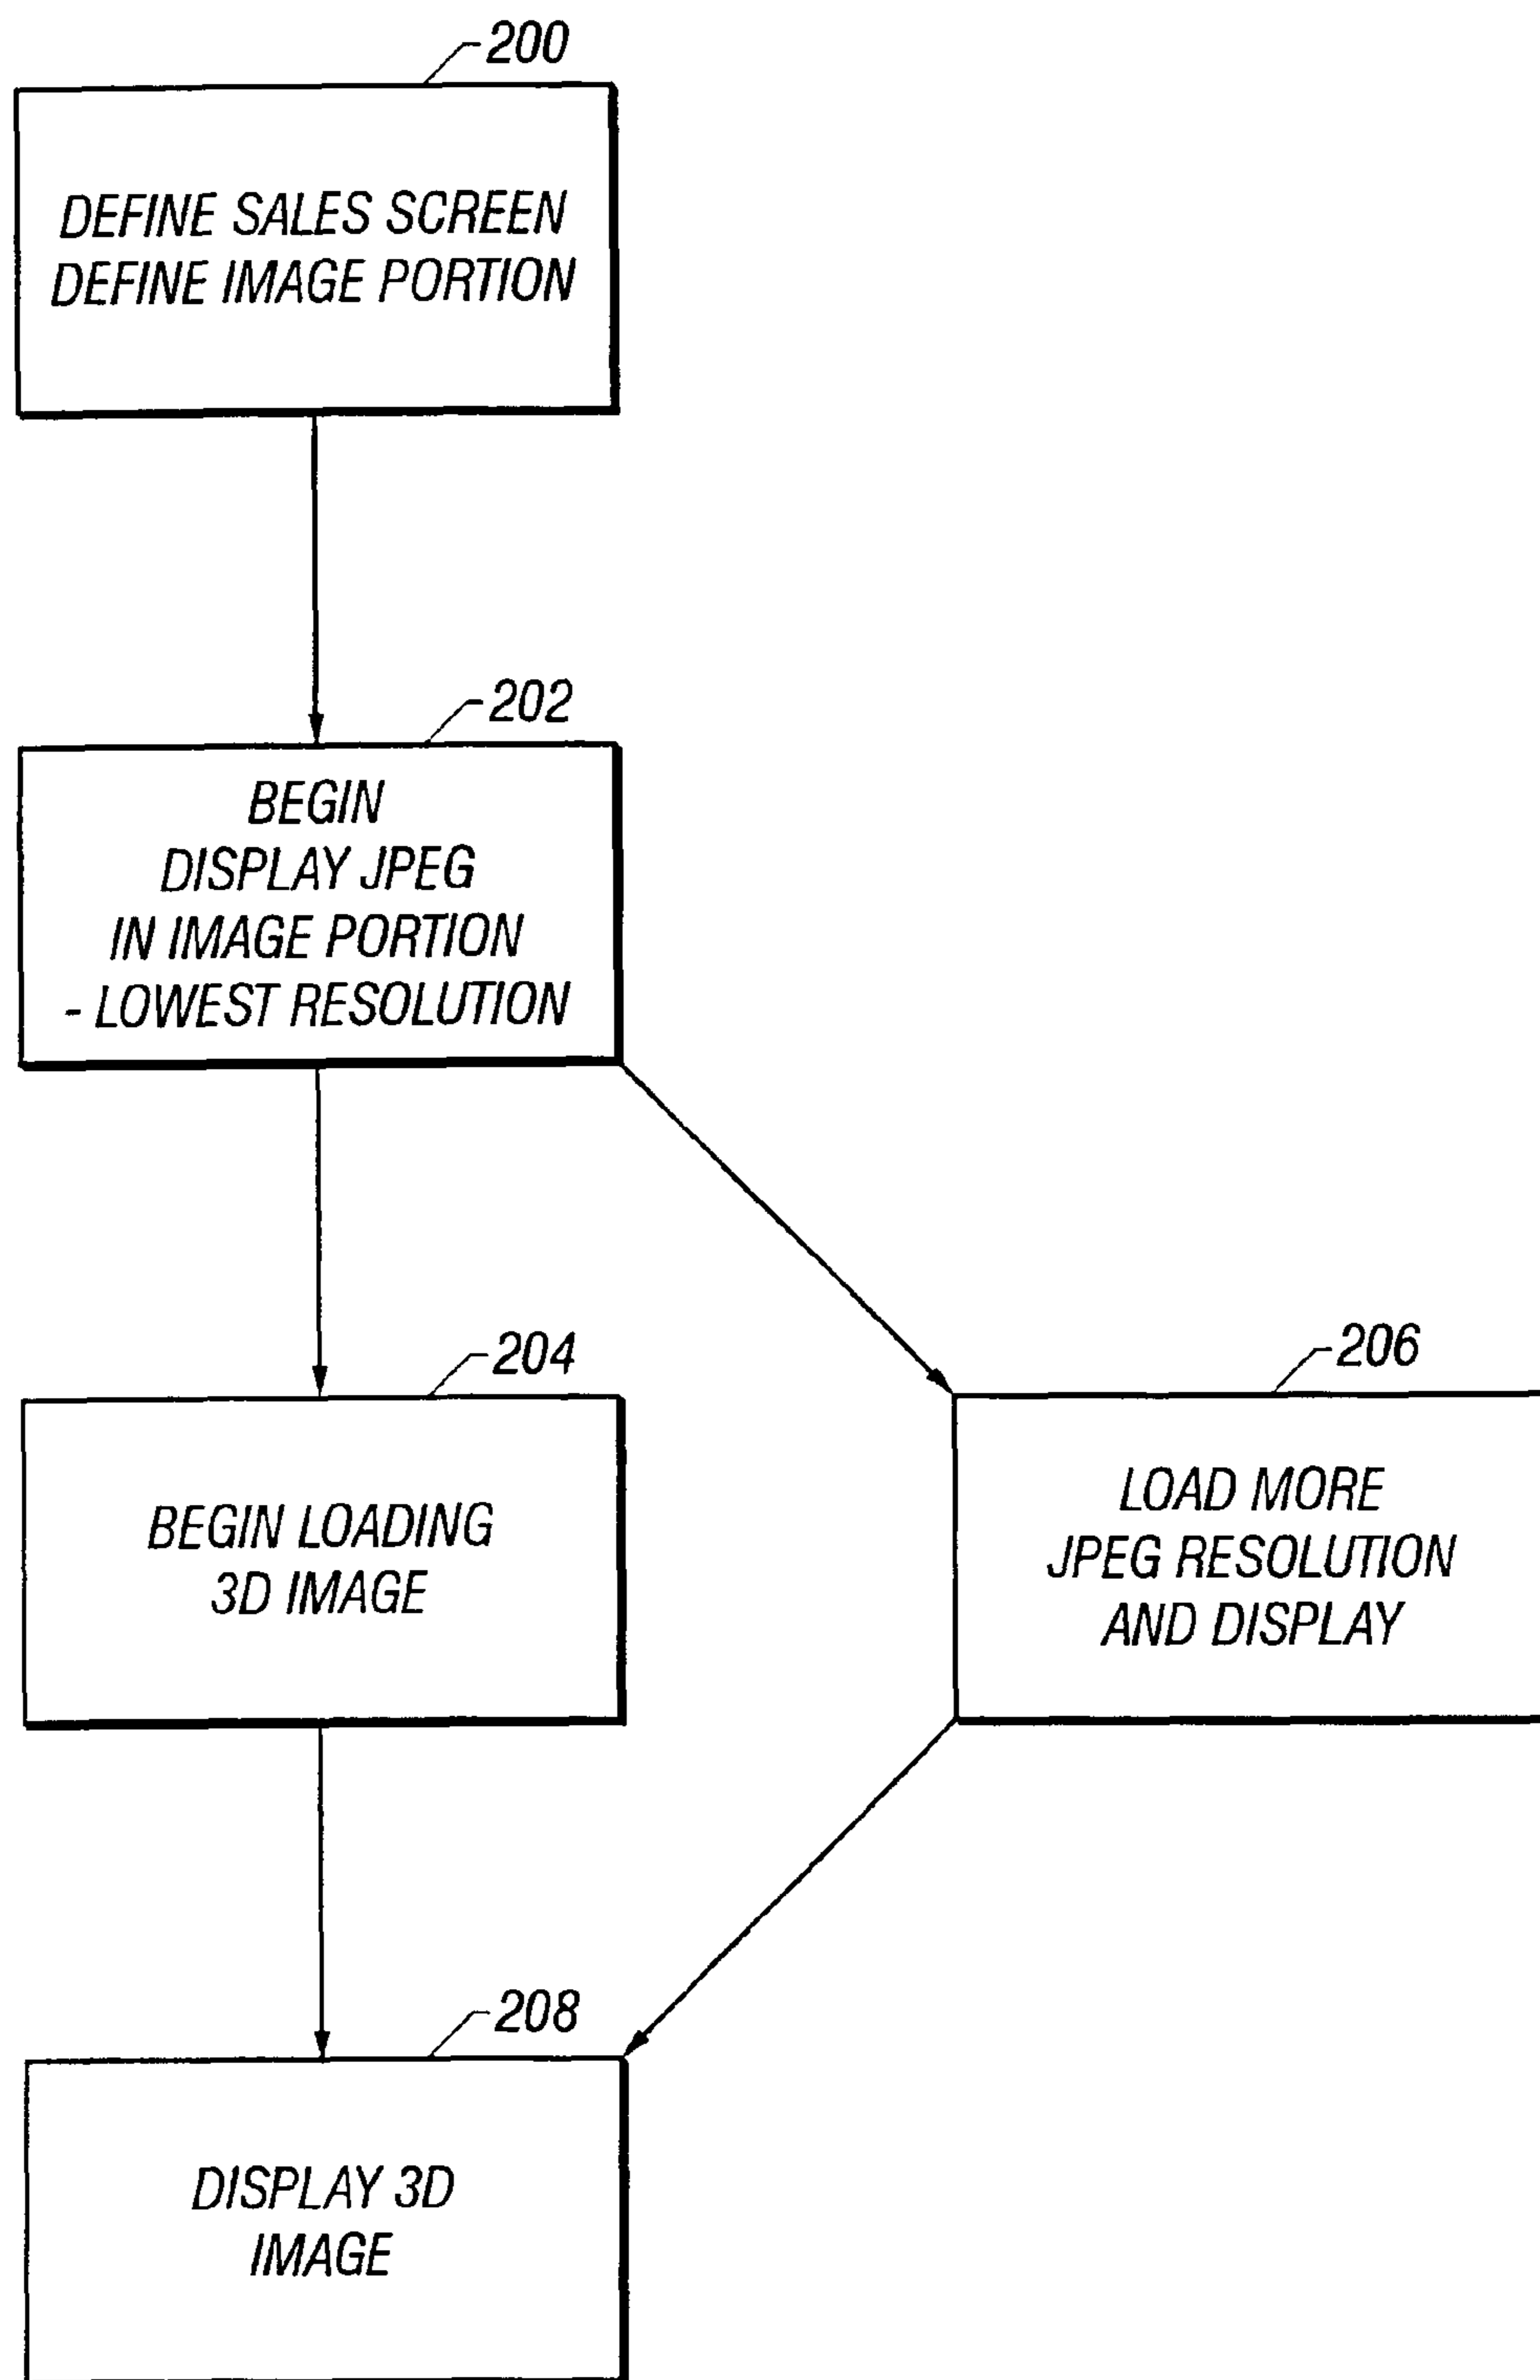 200
DEFINE SALES SCREEN
DEFINE IMAGE PORTION
202
BEGIN
DISPLAY JPEG
IN IMAGE PORTION
- LOWEST RESOLUTION
204
BEGIN LOADING
3D IMAGE
206
LOAD MORE
JPEG RESOLUTION
AND DISPLAY
208
DISPLAY 3D
IMAGE